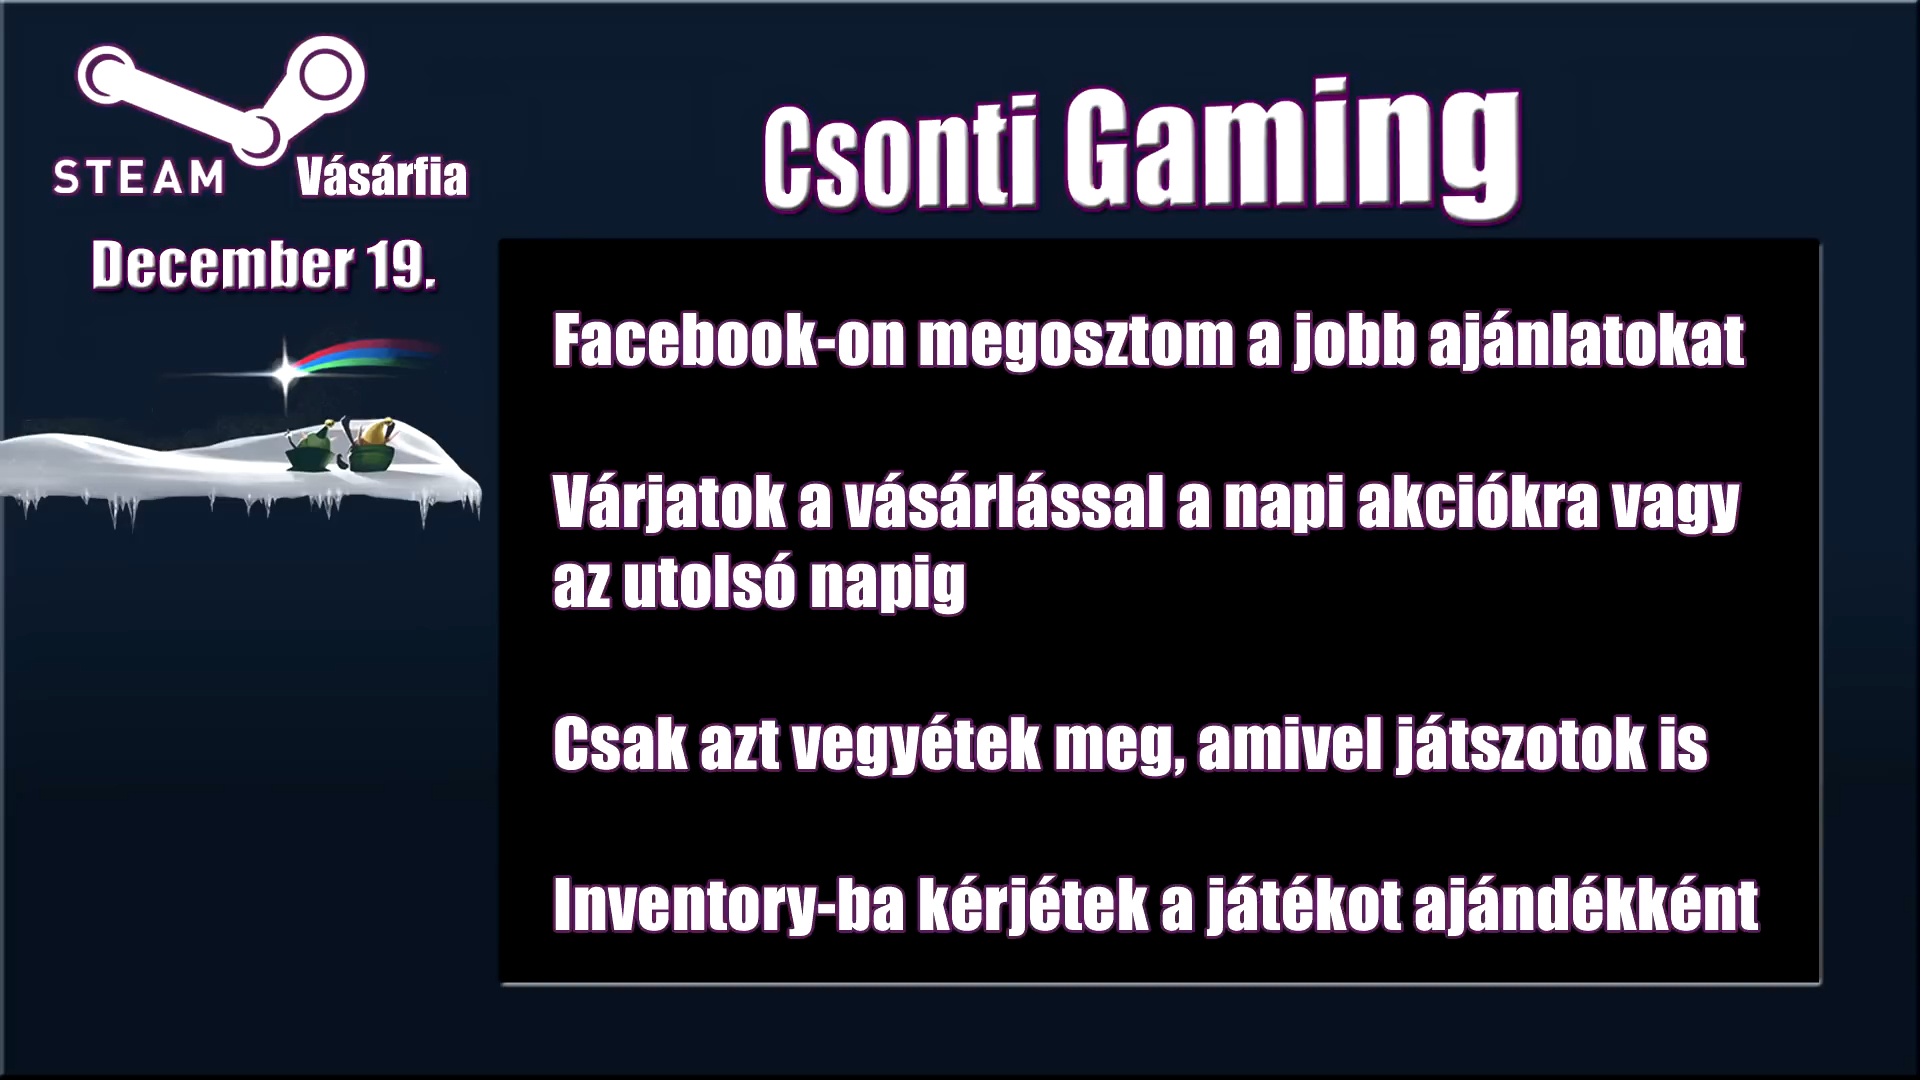 STEAM Vásárfia
December 19.
Csonti Gaming
Facebook-on megosztom a jobb ajánlatokat
Várjatok a vásárlással a napi akciókra vagy
az utolsó napig
Csak azt vegyétek meg, amivel játszotok is
Inventory-ba kérjétek a játékot ajándékként